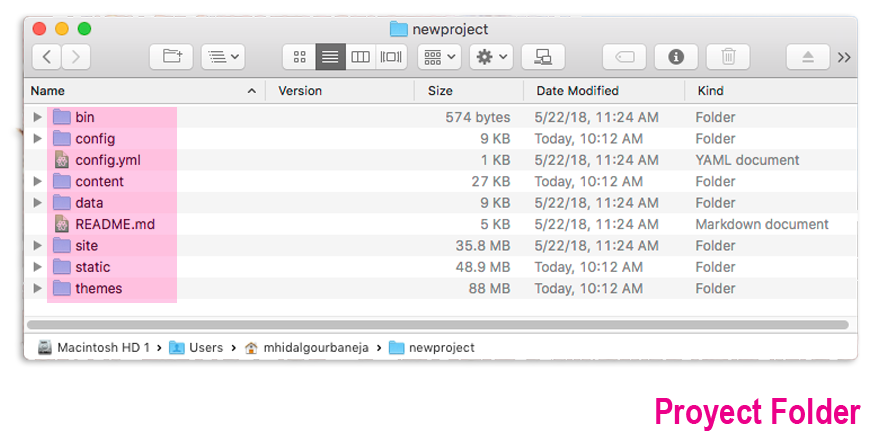 newproject
Name Version Size Date Modified Kind
bin 574 bytes 5/22/18, 11:24 AM Folder
config 9 KB Today, 10:12 AM Folder
config.yml 1 KB 5/22/18, 11:24 AM YAML document
content 27 KB Today, 10:12 AM Folder
data 9 KB 5/22/18, 11:24 AM Folder
README.md 5 KB 5/22/18, 11:24 AM Markdown document
site 35.8 MB 5/22/18, 11:24 AM Folder
static 48.9 MB Today, 10:12 AM Folder
themes 88 MB Today, 10:12 AM Folder
Macintosh HD 1 › Users › mhidalgourbaneja › newproject
Proyect Folder